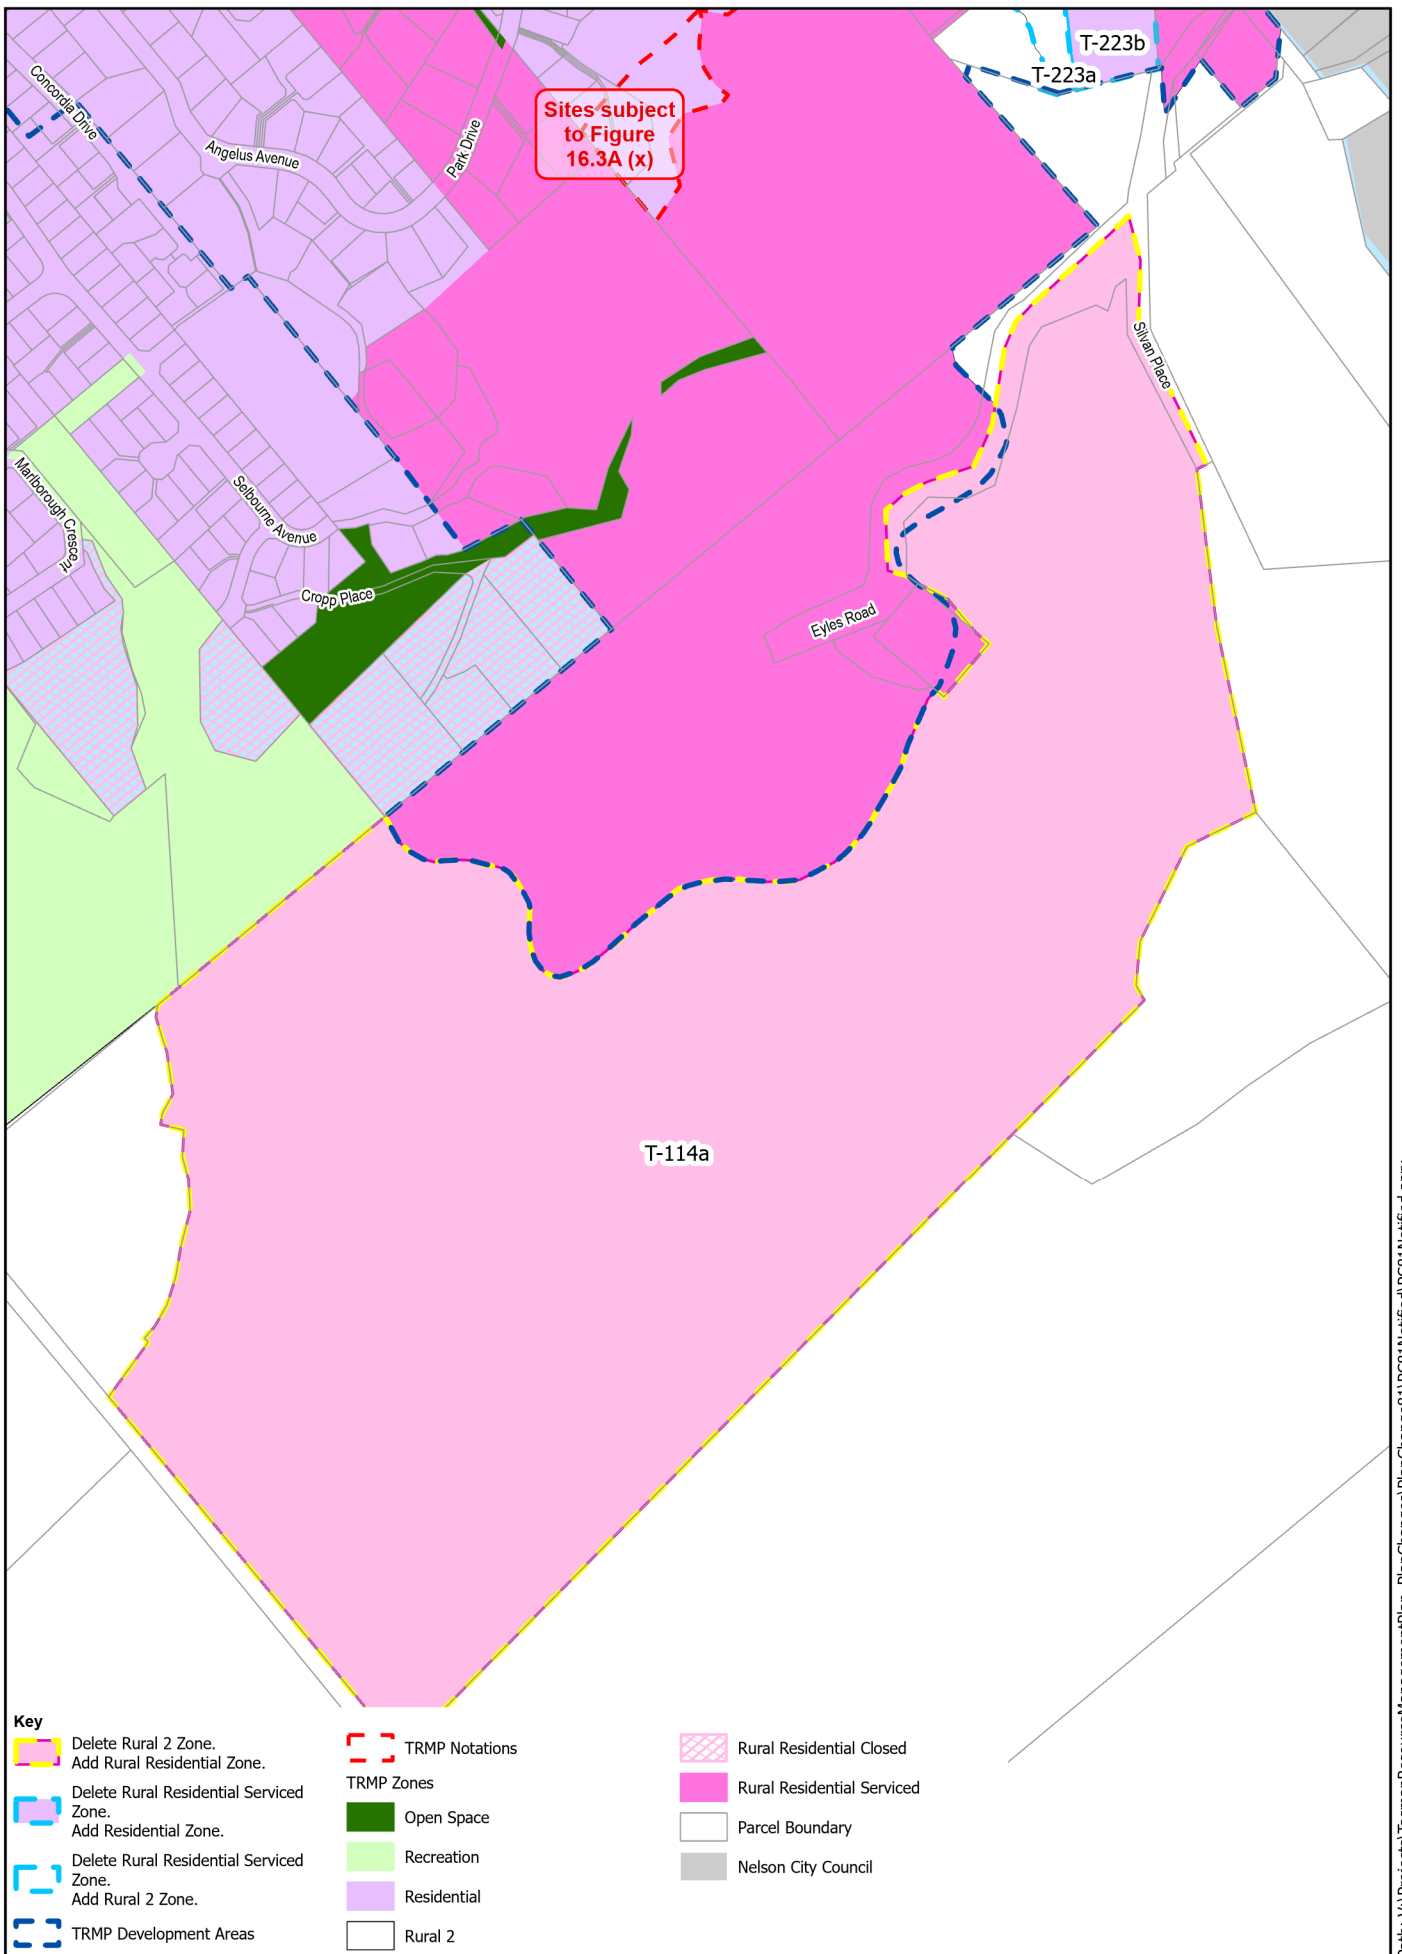 T-223b
T-223a
Concordia Drive
Angelus Avenue
Park Drive
Sites subject
to Figure
16.3A (x)
Silvan Place
Marlborough Crescent
Selbourne Avenue
Cropp Place
Eyles Road
T-114a
Key
Delete Rural 2 Zone.
Add Rural Residential Zone.
Delete Rural Residential Serviced
Zone.
Add Residential Zone.
Delete Rural Residential Serviced
Zone.
Add Rural 2 Zone.
TRMP Development Areas
TRMP Notations
TRMP Zones
Open Space
Recreation
Residential
Rural 2
Rural Residential Closed
Rural Residential Serviced
Parcel Boundary
Nelson City Council